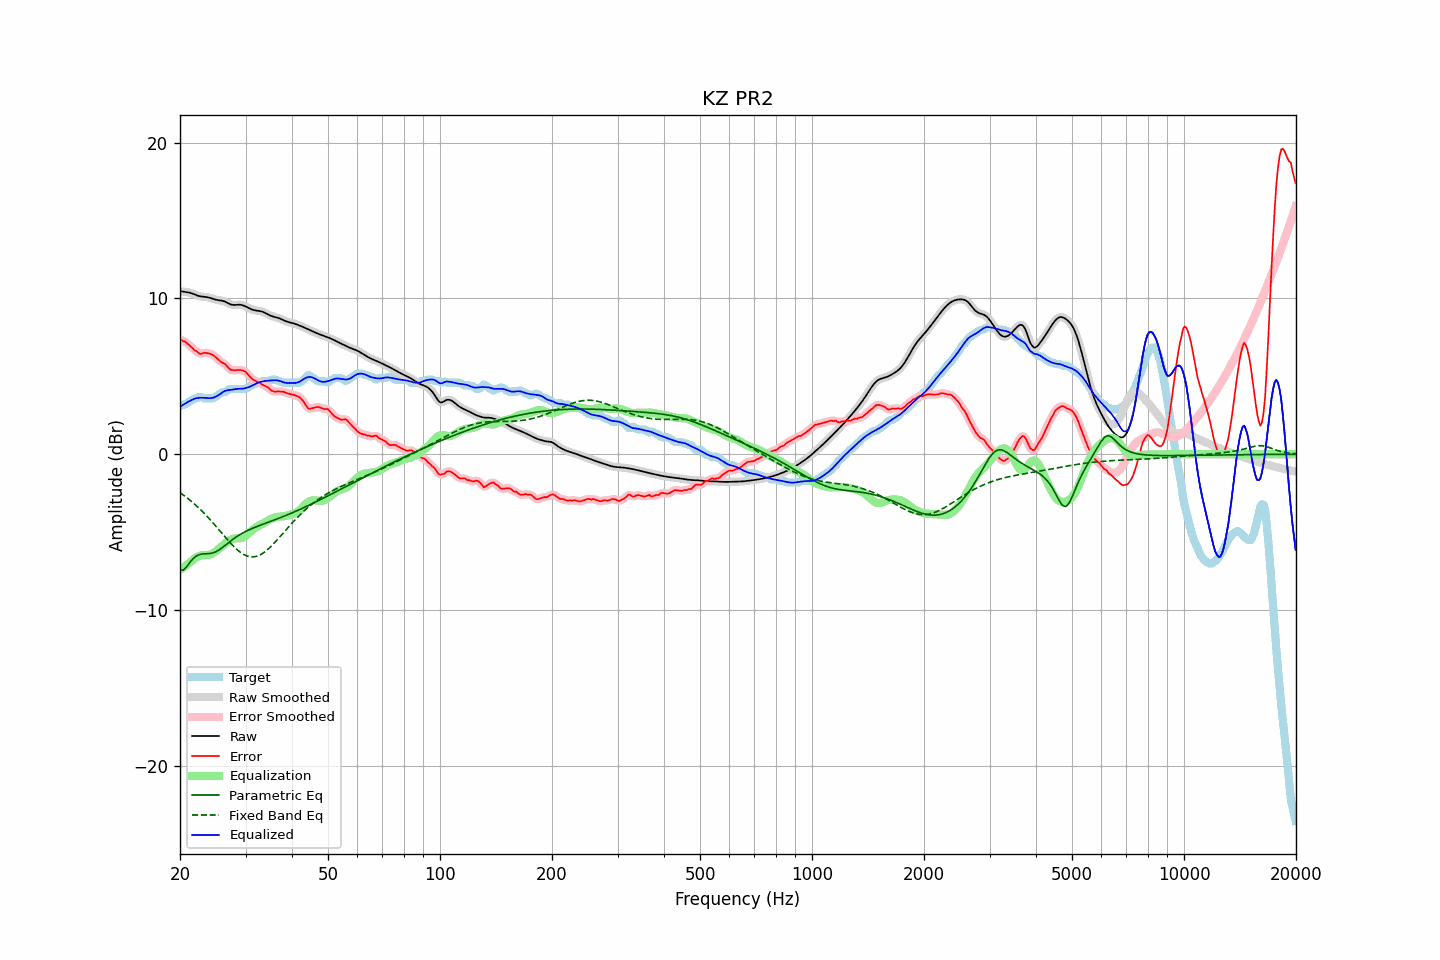 KZ PR2
Amplitude (dBr)
20
10
0
−10
−20
Target
Raw Smoothed
Error Smoothed
Raw
Error
Equalization
Parametric Eq
Fixed Band Eq
Equalized
20 50 100 200 500 1000 2000 5000 10000 20000
Frequency (Hz)